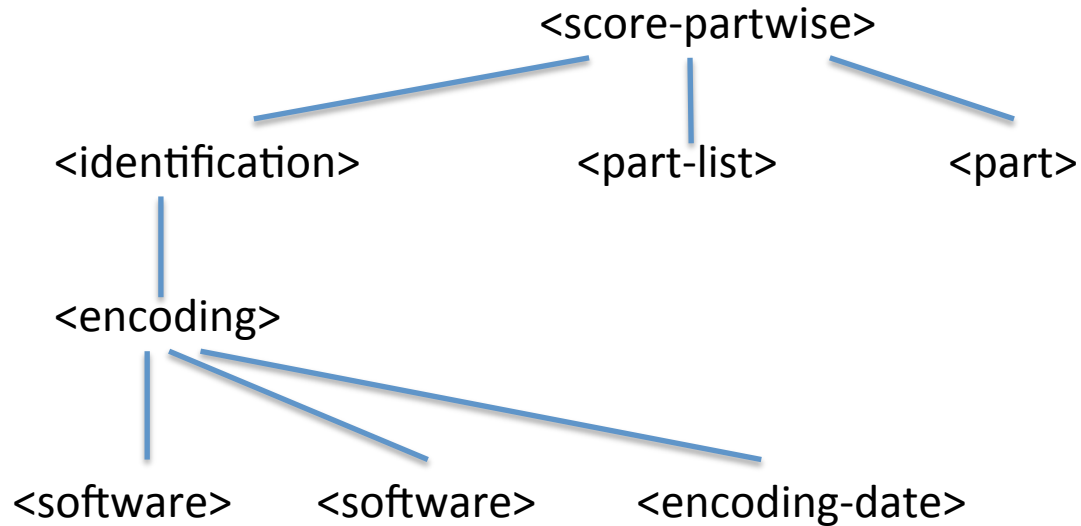 <score-partwise>
<identification> <part-list> <part>
<encoding>
<software> <software> <encoding-date>